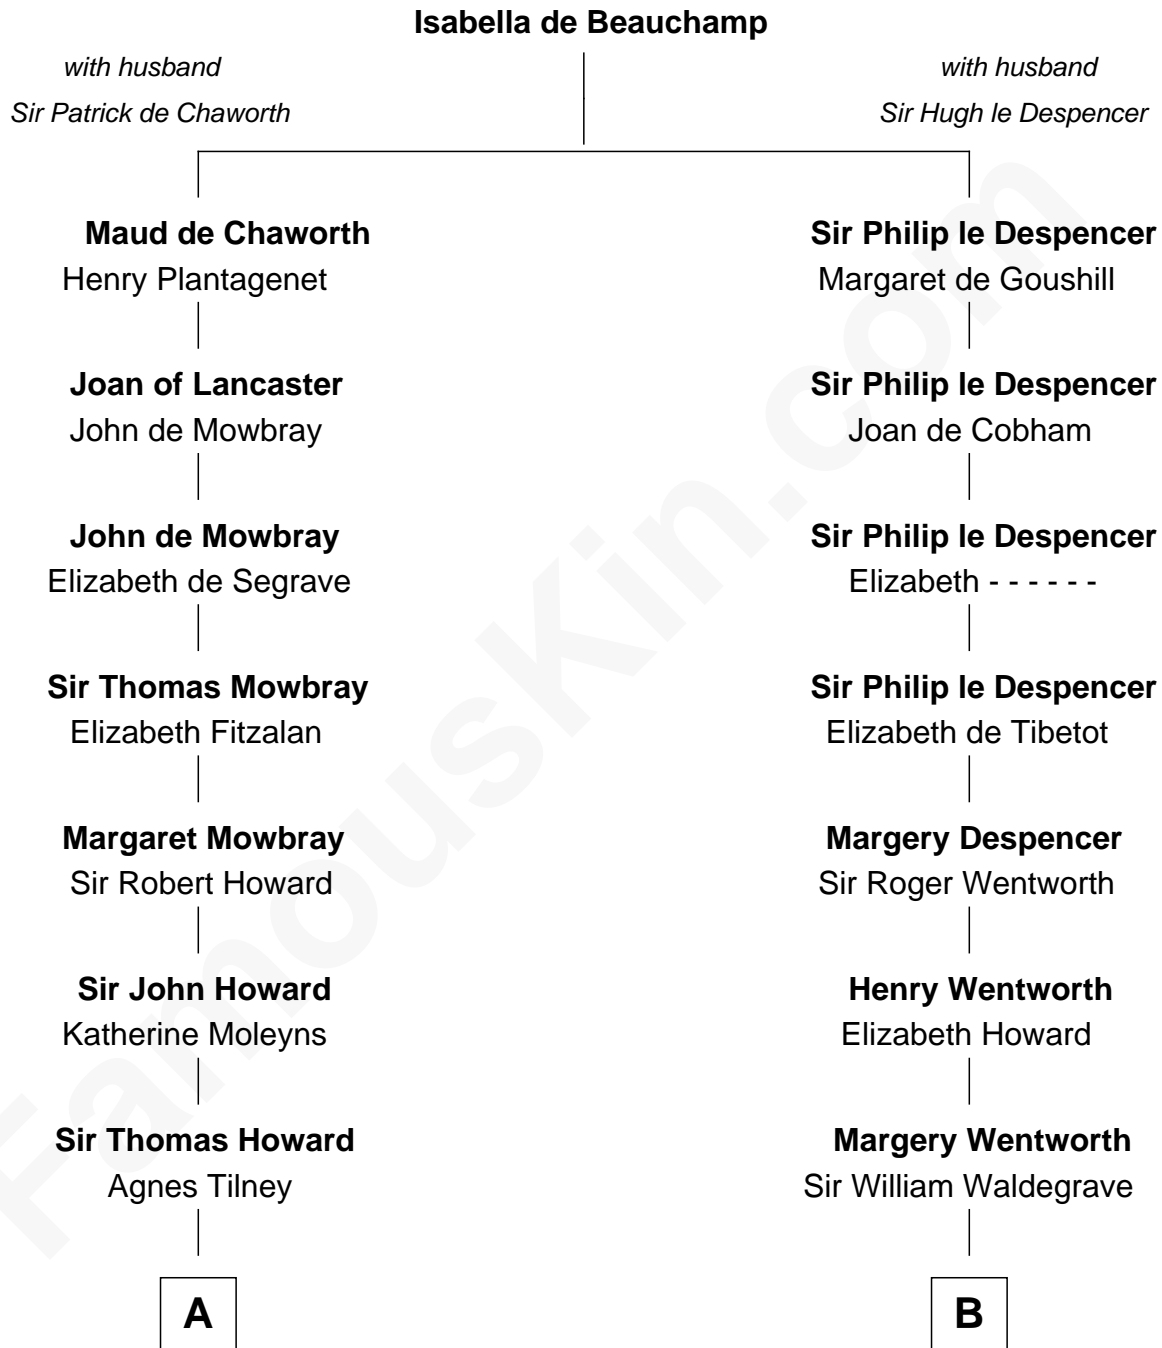 Isabella de Beauchamp
with husband
Sir Patrick de Chaworth
with husband
Sir Hugh le Despencer
Maud de Chaworth
Henry Plantagenet
Sir Philip le Despencer
Margaret de Goushill
Joan of Lancaster
John de Mowbray
Sir Philip le Despencer
Joan de Cobham
John de Mowbray
Elizabeth de Segrave
Sir Philip le Despencer
Elizabeth - - - - - -
Sir Thomas Mowbray
Elizabeth Fitzalan
Sir Philip le Despencer
Elizabeth de Tibetot
Margaret Mowbray
Sir Robert Howard
Margery Despencer
Sir Roger Wentworth
Sir John Howard
Katherine Moleyns
Henry Wentworth
Elizabeth Howard
Sir Thomas Howard
Agnes Tilney
Margery Wentworth
Sir William Waldegrave
A
B
FamousKin.com